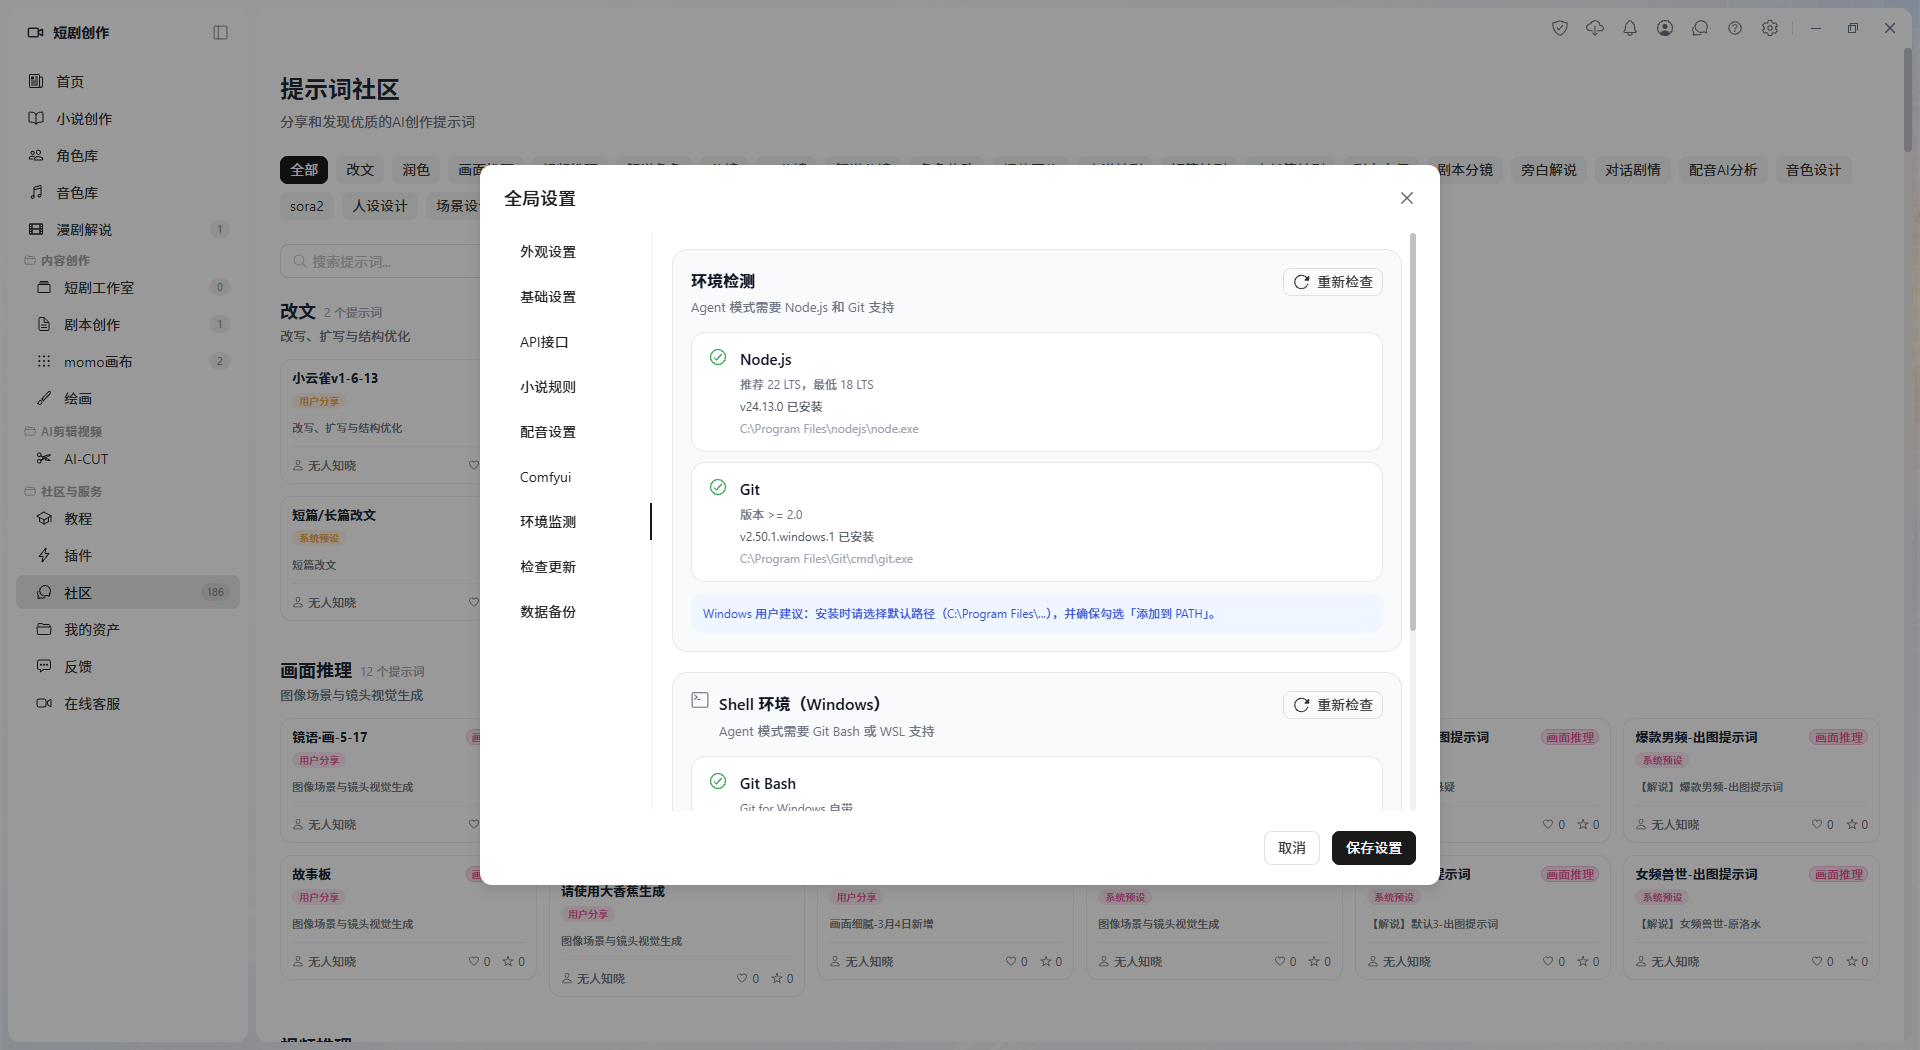 短剧创作
首页
小说创作
角色库
音色库
漫剧解说 1
内容创作
短剧工作室 0
剧本创作 1
momo画布 2
绘画
AI剪辑视频
AI-CUT
社区与服务
教程
插件
社区 186
我的资产
反馈
在线客服
提示词社区
分享和发现优质的AI创作提示词
全部 改文 润色 剧本分镜 旁白解说 对话剧情 配音AI分析 音色设计
sora2 人设设计
搜索提示词...
改文 2 个提示词
改写、扩写与结构优化
小云雀v1-6-13
用户分享
改写、扩写与结构优化
无人知晓
短篇/长篇改文
系统预设
短篇改文
无人知晓
画面推理 12 个提示词
图像场景与镜头视觉生成
镜语·画-5-17
用户分享
图像场景与镜头视觉生成
无人知晓
图提示词 画面推理
0 0
爆款男频-出图提示词 画面推理
系统预设
【解说】爆款男频-出图提示词
无人知晓 0 0
故事板
用户分享
图像场景与镜头视觉生成
无人知晓 0 0
请使用大香蕉生成
用户分享
图像场景与镜头视觉生成
无人知晓 0 0
用户分享
画面细腻-3月4日新增
无人知晓 0 0
系统预设
图像场景与镜头视觉生成
无人知晓 0 0
提示词 画面推理
系统预设
【解说】默认3-出图提示词
无人知晓 0 0
女频兽世-出图提示词 画面推理
系统预设
【解说】女频兽世-原洛水
无人知晓 0 0
全局设置
外观设置
基础设置
API接口
小说规则
配音设置
Comfyui
环境监测
检查更新
数据备份
环境检测
重新检查
Agent 模式需要 Node.js 和 Git 支持
Node.js
推荐 22 LTS，最低 18 LTS
v24.13.0 已安装
C:\Program Files\nodejs\node.exe
Git
版本 >= 2.0
v2.50.1.windows.1 已安装
C:\Program Files\Git\cmd\git.exe
Windows 用户建议：安装时请选择默认路径（C:\Program Files\...），并确保勾选「添加到 PATH」。
Shell 环境（Windows）
重新检查
Agent 模式需要 Git Bash 或 WSL 支持
Git Bash
Git for Windows 自带
取消 保存设置